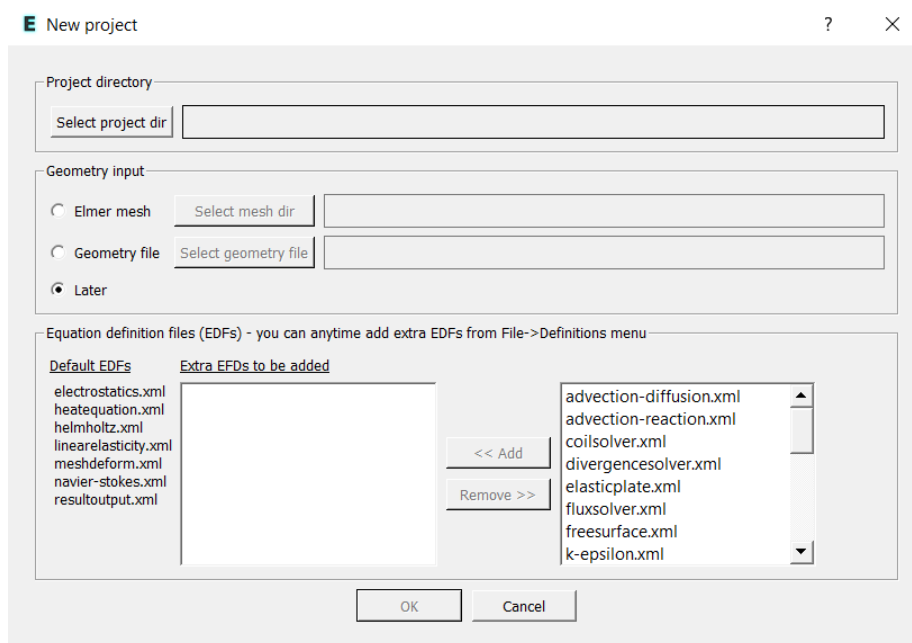 E New project ?
Project directory
Select project dir
Geometry input
Elmer mesh Select mesh dir
Geometry file Select geometry file
Later
Equation definition files (EDFs) - you can anytime add extra EDFs from File->Definitions menu
Default EDFs Extra EFDs to be added
electrostatics.xml
heatequation.xml
helmholtz.xml
linearelasticity.xml
meshdeform.xml
navier-stokes.xml
resultoutput.xml
<< Add
Remove >>
advection-diffusion.xml
advection-reaction.xml
coilsolver.xml
divergencesolver.xml
elasticplate.xml
fluxsolver.xml
freesurface.xml
k-epsilon.xml
OK Cancel